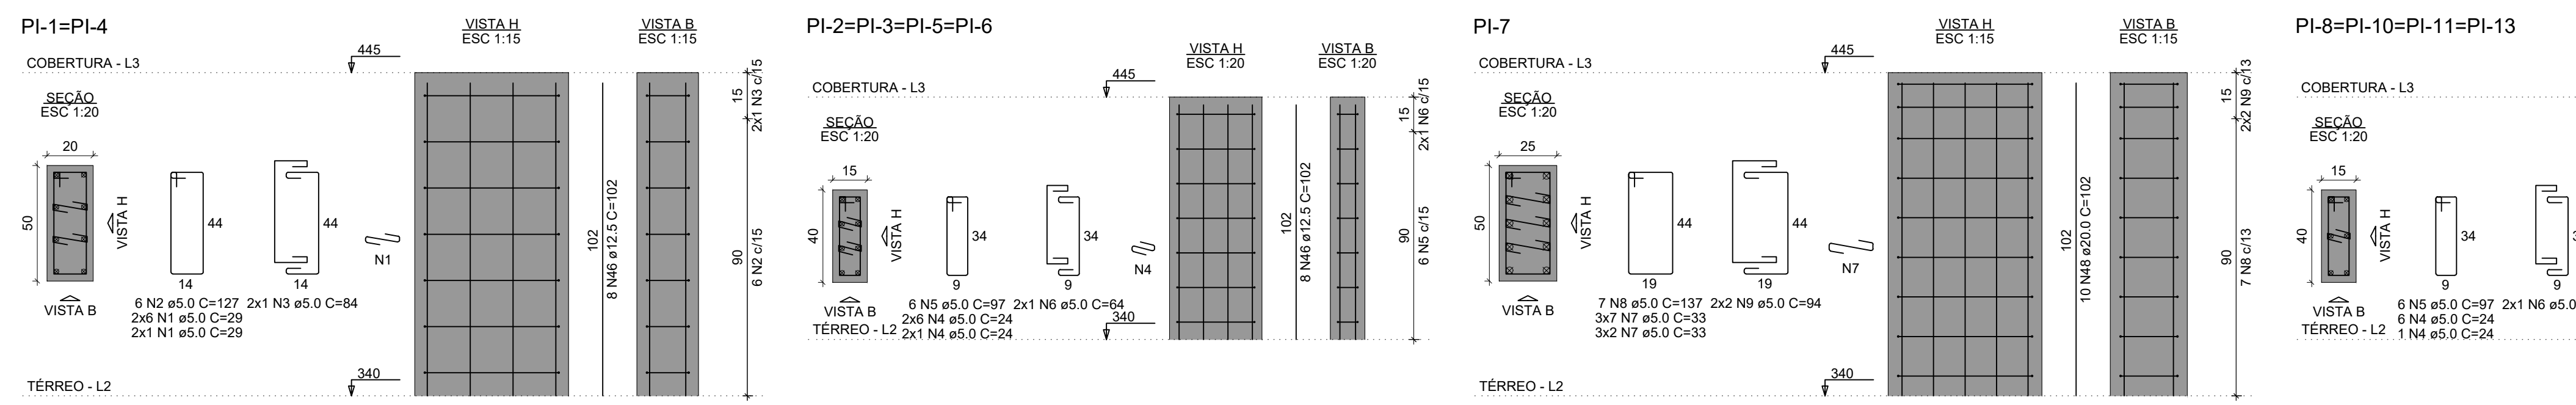 PI-1=PI-4
VISTA H
ESC 1:15
VISTA B
ESC 1:15
445
COBERTURA - L3
SEÇÃO
ESC 1:20
20
50
VISTA H
VISTA B
44
14
44
14
N1
6 N2 ø5.0 C=127
2x1 N3 ø5.0 C=84
2x6 N1 ø5.0 C=29
2x1 N1 ø5.0 C=29
102
8 N46 ø12.5 C=102
15
2x1 N3 c/15
90
6 N2 c/15
340
TÉRREO - L2
PI-2=PI-3=PI-5=PI-6
VISTA H
ESC 1:20
VISTA B
ESC 1:20
445
COBERTURA - L3
SEÇÃO
ESC 1:20
15
40
VISTA H
VISTA B
34
9
34
9
N4
6 N5 ø5.0 C=97
2x1 N6 ø5.0 C=64
2x6 N4 ø5.0 C=24
2x1 N4 ø5.0 C=24
102
8 N46 ø12.5 C=102
15
2x1 N6 c/15
90
6 N5 c/15
340
TÉRREO - L2
PI-7
VISTA H
ESC 1:15
VISTA B
ESC 1:15
445
COBERTURA - L3
SEÇÃO
ESC 1:20
25
50
VISTA H
VISTA B
44
19
44
19
N7
7 N8 ø5.0 C=137
2x2 N9 ø5.0 C=94
3x7 N7 ø5.0 C=33
3x2 N7 ø5.0 C=33
102
10 N48 ø20.0 C=102
15
2x2 N9 c/13
90
7 N8 c/13
340
TÉRREO - L2
PI-8=PI-10=PI-11=PI-13
COBERTURA - L3
SEÇÃO
ESC 1:20
15
40
VISTA H
VISTA B
34
9
9
6 N5 ø5.0 C=97
2x1 N6 ø5.0
6 N4 ø5.0 C=24
1 N4 ø5.0 C=24
TÉRREO - L2